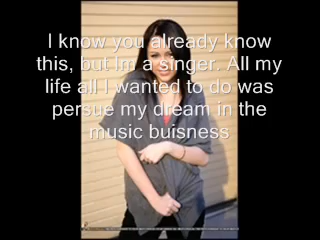 I know you already know
this, but Im a singer. All my
life all I wanted to do was
persue my dream in the
music buisness